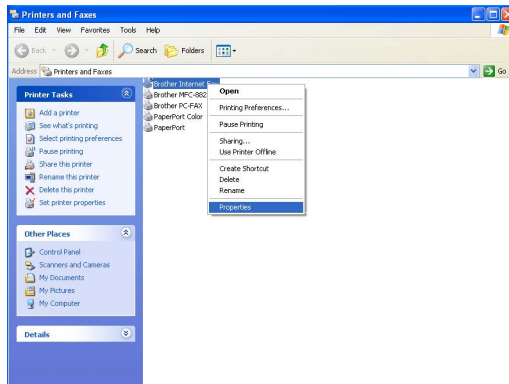 Printers and Faxes
File Edit View Favorites Tools Help
Back Search Folders
Address Printers and Faxes Go
Printer Tasks
Add a printer
See what's printing
Select printing preferences
Pause printing
Share this printer
Rename this printer
Delete this printer
Set printer properties
Other Places
Control Panel
Scanners and Cameras
My Documents
My Pictures
My Computer
Details
Brother Internet
Brother MFC-882
Brother PC-FAX
PaperPort Color
PaperPort
Open
Printing Preferences...
Pause Printing
Sharing...
Use Printer Offline
Create Shortcut
Delete
Rename
Properties